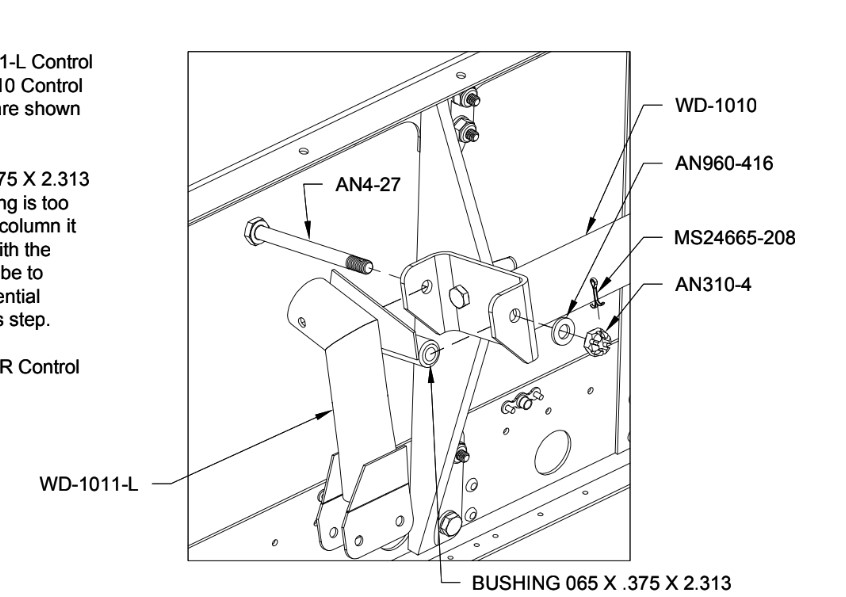 1-L Control
10 Control
are shown
75 X 2.313
ng is too
column it
ith the
be to
ential
s step.
R Control
WD-1010
AN960-416
AN4-27
MS24665-208
AN310-4
WD-1011-L
BUSHING 065 X .375 X 2.313